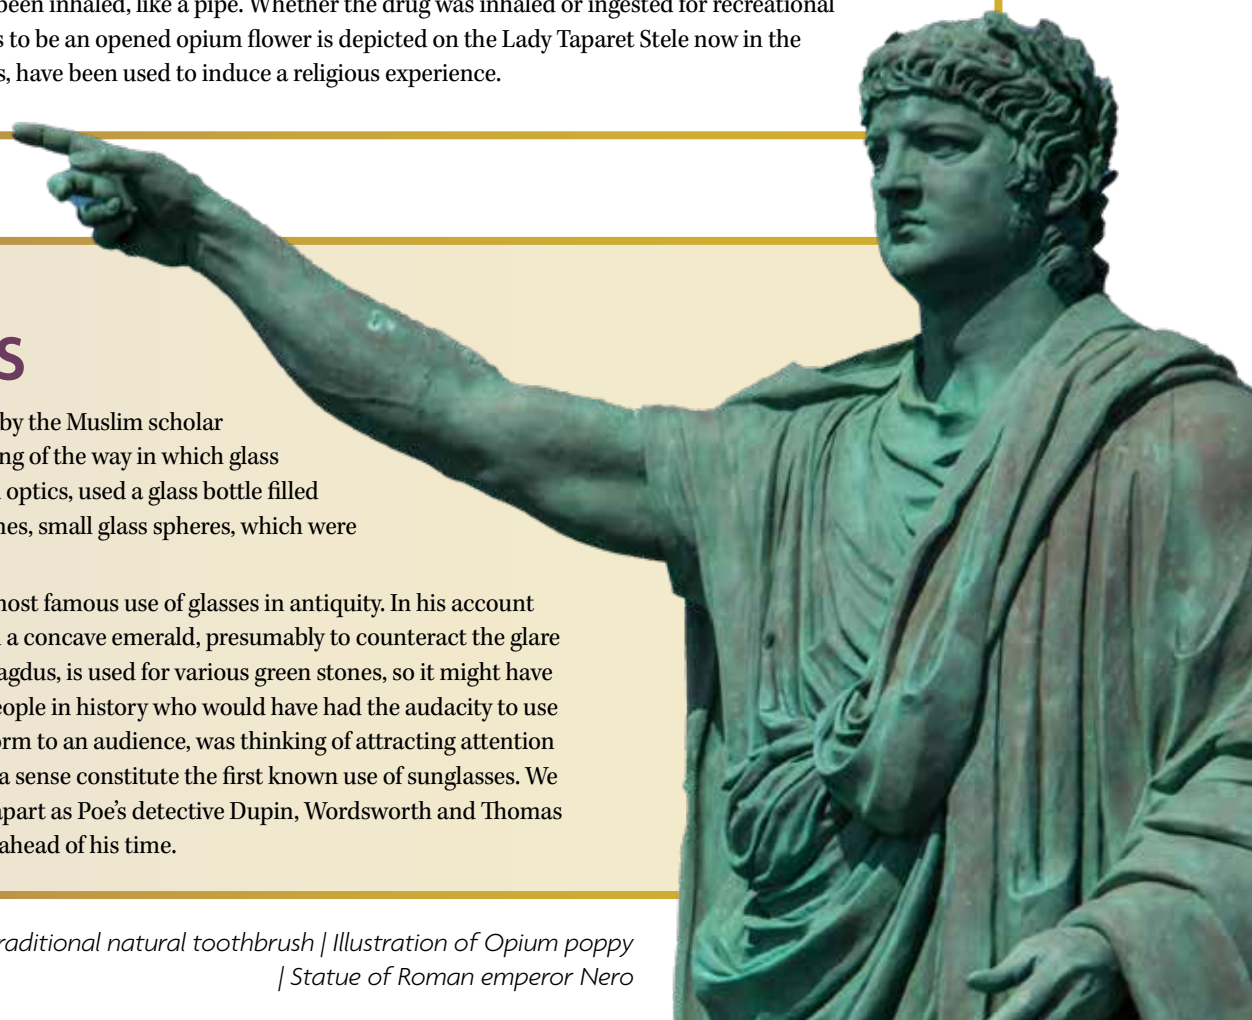 been inhaled, like a pipe. Whether the drug was inhaled or ingested for recreational
s to be an opened opium flower is depicted on the Lady Taparet Stele now in the
s, have been used to induce a religious experience.
S
by the Muslim scholar
ng of the way in which glass
optics, used a glass bottle filled
nes, small glass spheres, which were
most famous use of glasses in antiquity. In his account
a concave emerald, presumably to counteract the glare
agdus, is used for various green stones, so it might have
eople in history who would have had the audacity to use
orm to an audience, was thinking of attracting attention
a sense constitute the first known use of sunglasses. We
apart as Poe’s detective Dupin, Wordsworth and Thomas
ahead of his time.
raditional natural toothbrush | Illustration of Opium poppy
| Statue of Roman emperor Nero